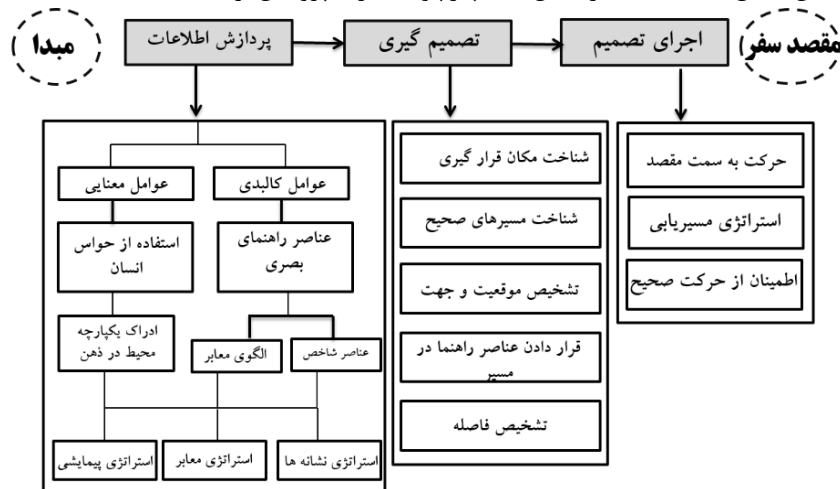 مبدا
پردازش اطلاعات
تصمیم گیری
اجرای تصمیم
مقصد سفر
عوامل معنایی
عوامل کالبدی
استفاده از حواس
انسان
عناصر راهنمای
بصری
ادراک یکپارچه
محیط در ذهن
الگوی معابر
عناصر شاخص
استراتژی پیمایشی
استراتژی معابر
استراتژی نشانه ها
شناخت مکان قرار گیری
شناخت مسیرهای صحیح
تشخیص موقعیت و جهت
قرار دادن عناصر راهنما در
مسیر
تشخیص فاصله
حرکت به سمت مقصد
استراتژی مسیریابی
اطمینان از حرکت صحیح